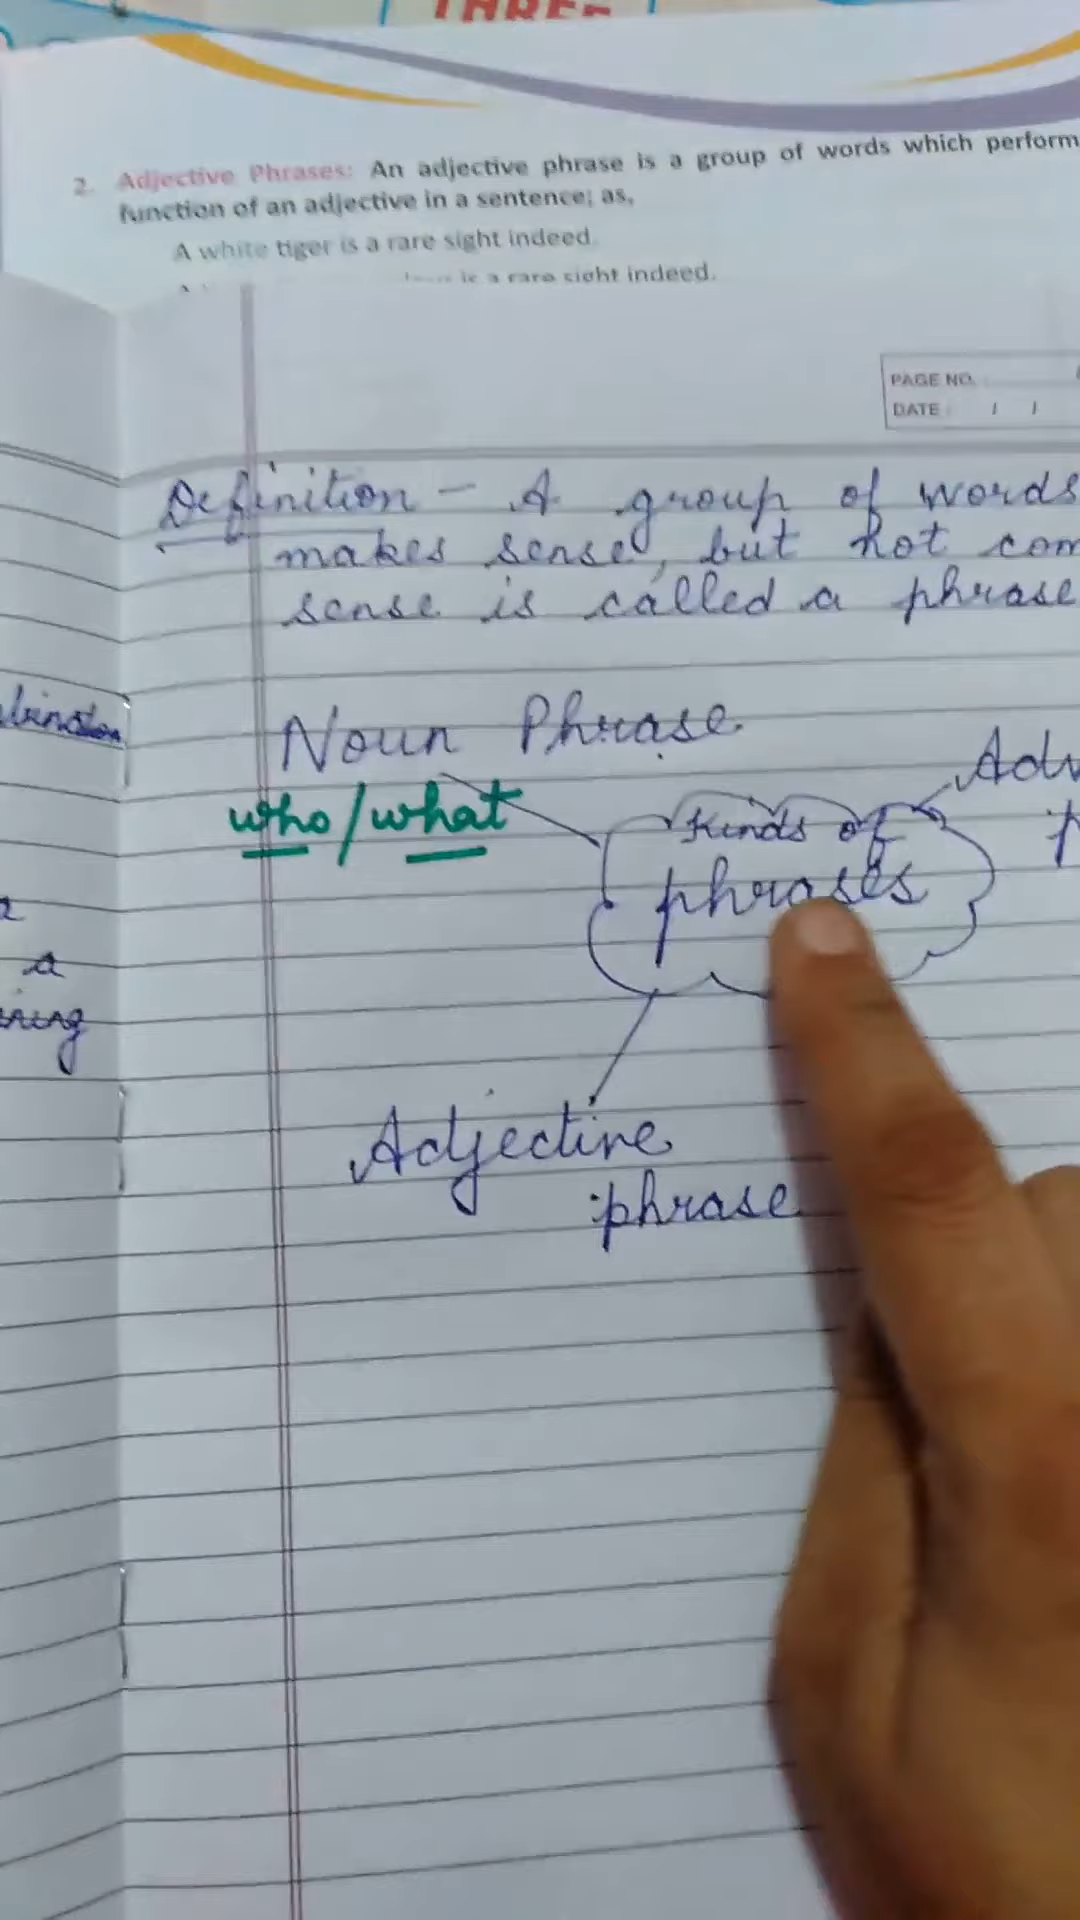 THREE
2. Adjective Phrases: An adjective phrase is a group of words which perform
function of an adjective in a sentence; as,
A white tiger is a rare sight indeed.
is a rare sight indeed.
PAGE NO.
DATE / /
Definition - A group of words
makes sense, but not com
sense is called a phrase
Noun Phrase
who/what
Adv
Kinds of
phrases
a
Adjective
phrase